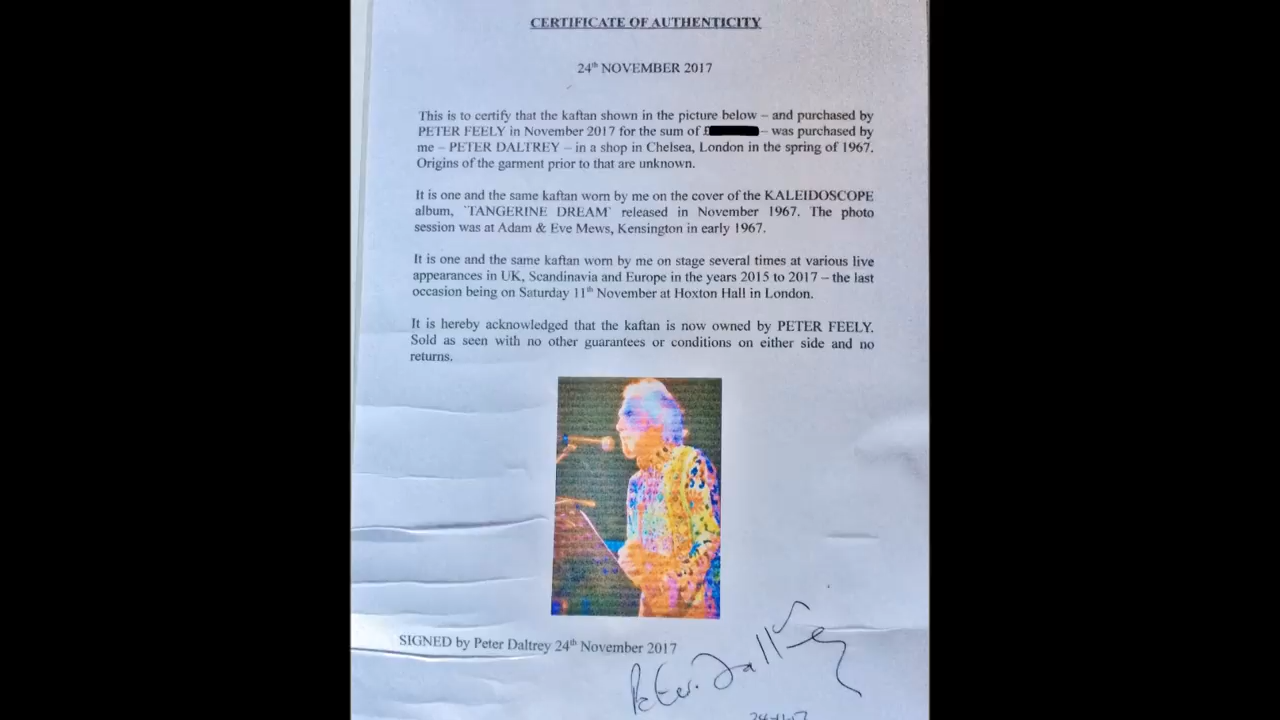 CERTIFICATE OF AUTHENTICITY
24th NOVEMBER 2017
This is to certify that the kaftan shown in the picture below – and purchased by
PETER FEELY in November 2017 for the sum of £ – was purchased by
me – PETER DALTREY – in a shop in Chelsea, London in the spring of 1967.
Origins of the garment prior to that are unknown.
It is one and the same kaftan worn by me on the cover of the KALEIDOSCOPE
album, `TANGERINE DREAM` released in November 1967. The photo
session was at Adam & Eve Mews, Kensington in early 1967.
It is one and the same kaftan worn by me on stage several times at various live
appearances in UK, Scandinavia and Europe in the years 2015 to 2017 – the last
occasion being on Saturday 11th November at Hoxton Hall in London.
It is hereby acknowledged that the kaftan is now owned by PETER FEELY.
Sold as seen with no other guarantees or conditions on either side and no
returns.
SIGNED by Peter Daltrey 24th November 2017
Peter Daltrey